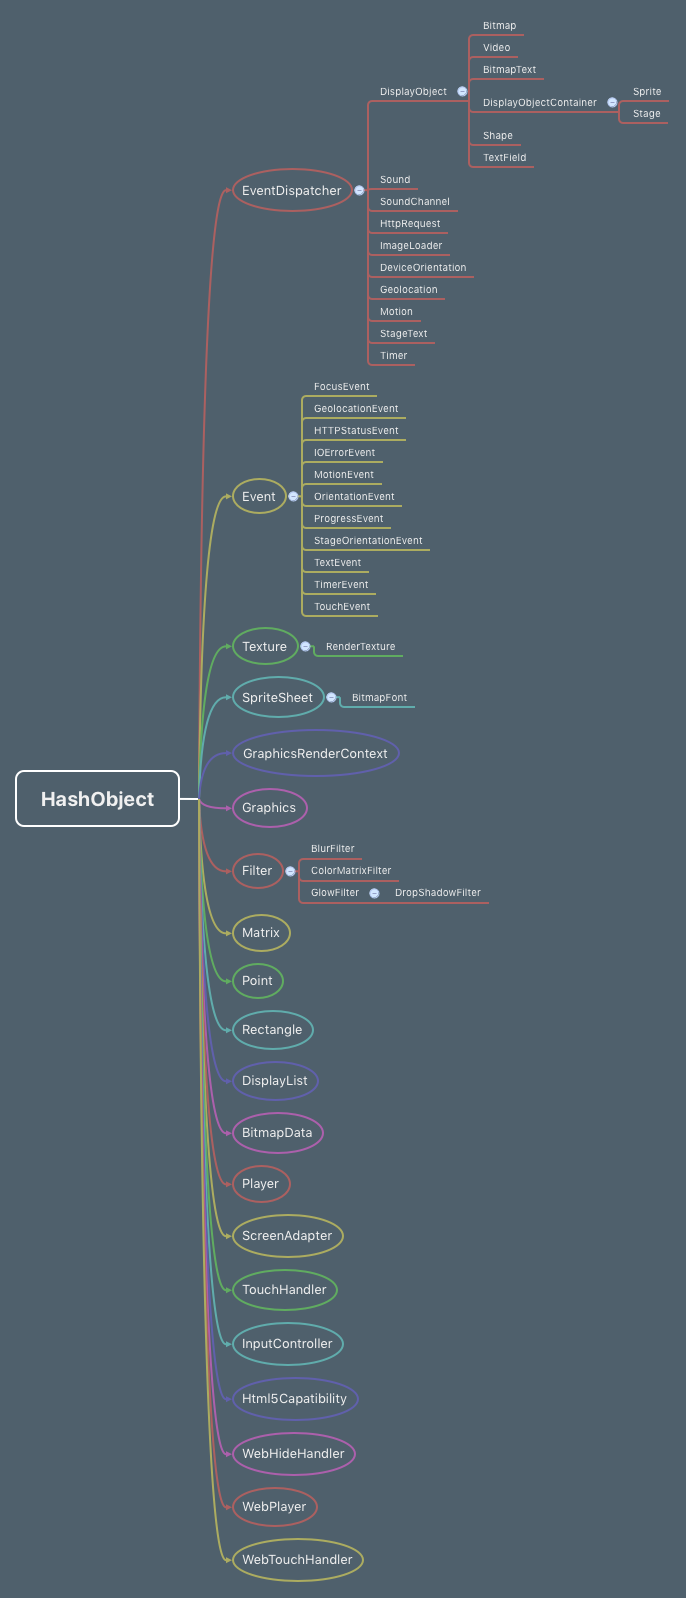 Bitmap
Video
BitmapText
DisplayObject
DisplayObjectContainer
Sprite
Stage
Shape
TextField
EventDispatcher
Sound
SoundChannel
HttpRequest
ImageLoader
DeviceOrientation
Geolocation
Motion
StageText
Timer
FocusEvent
GeolocationEvent
HTTPStatusEvent
IOErrorEvent
MotionEvent
Event
OrientationEvent
ProgressEvent
StageOrientationEvent
TextEvent
TimerEvent
TouchEvent
Texture
RenderTexture
SpriteSheet
BitmapFont
GraphicsRenderContext
HashObject
Graphics
BlurFilter
Filter
ColorMatrixFilter
GlowFilter
DropShadowFilter
Matrix
Point
Rectangle
DisplayList
BitmapData
Player
ScreenAdapter
TouchHandler
InputController
Html5Capatibility
WebHideHandler
WebPlayer
WebTouchHandler